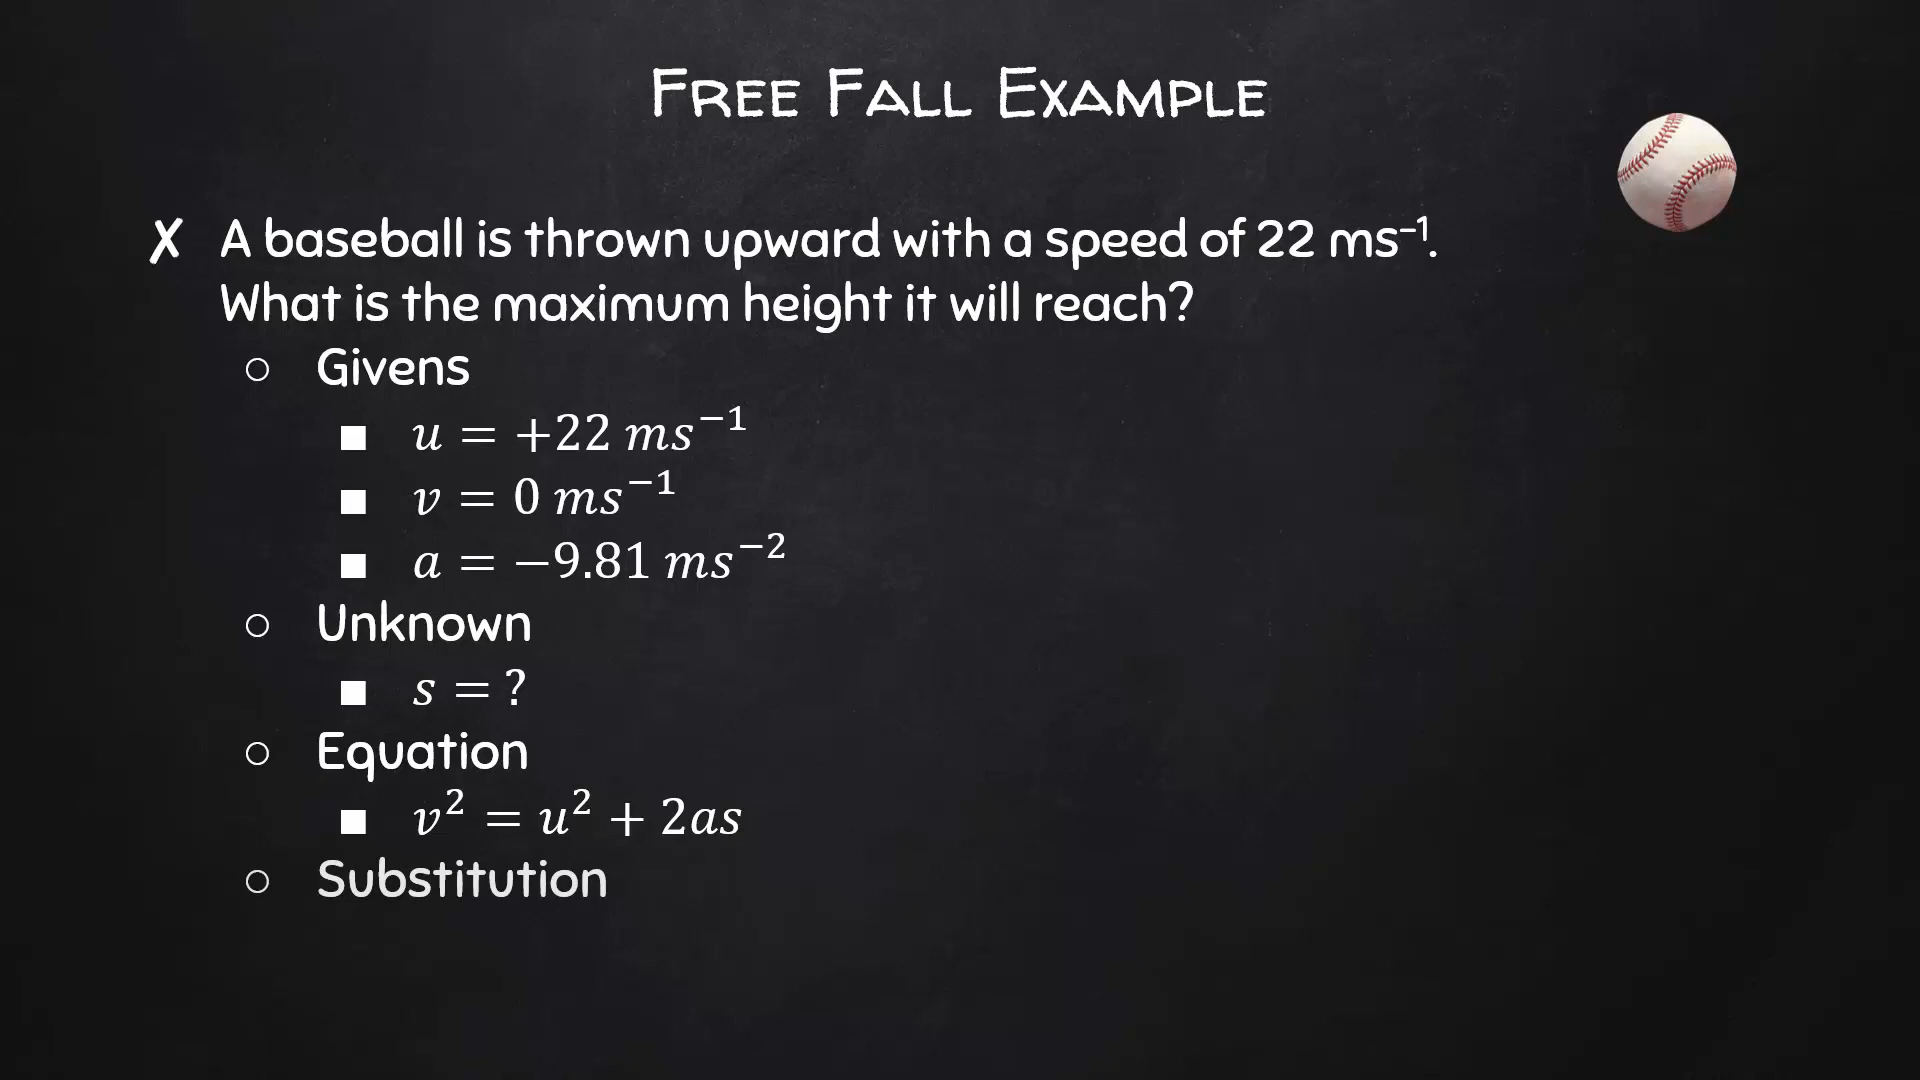 Free Fall Example
✗ A baseball is thrown upward with a speed of 22 ms⁻¹.
What is the maximum height it will reach?
○ Givens
■ u = +22 ms⁻¹
■ v = 0 ms⁻¹
■ a = −9.81 ms⁻²
○ Unknown
■ s = ?
○ Equation
■ v² = u² + 2as
○ Substitution